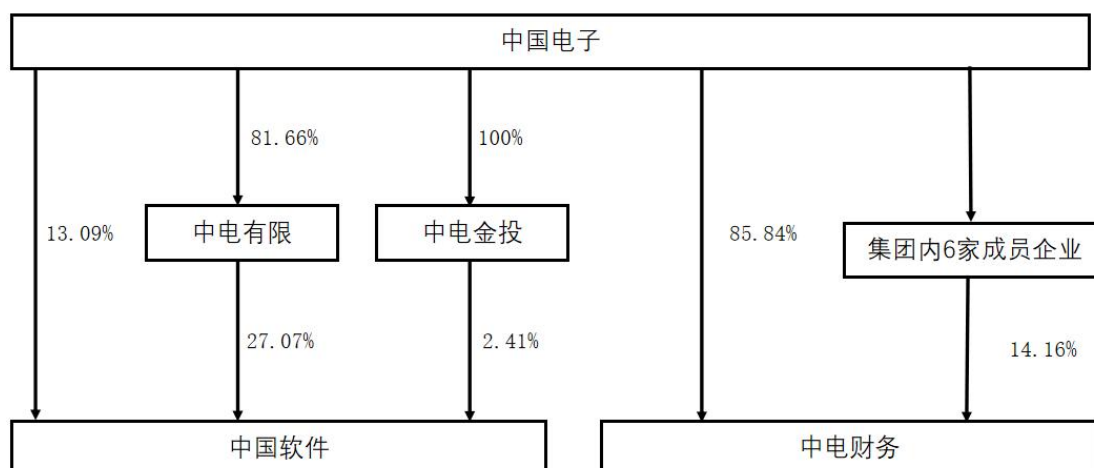 中国电子
81.66%
100%
中电有限
中电金投
13.09%
85.84%
集团内6家成员企业
27.07%
2.41%
14.16%
中国软件
中电财务